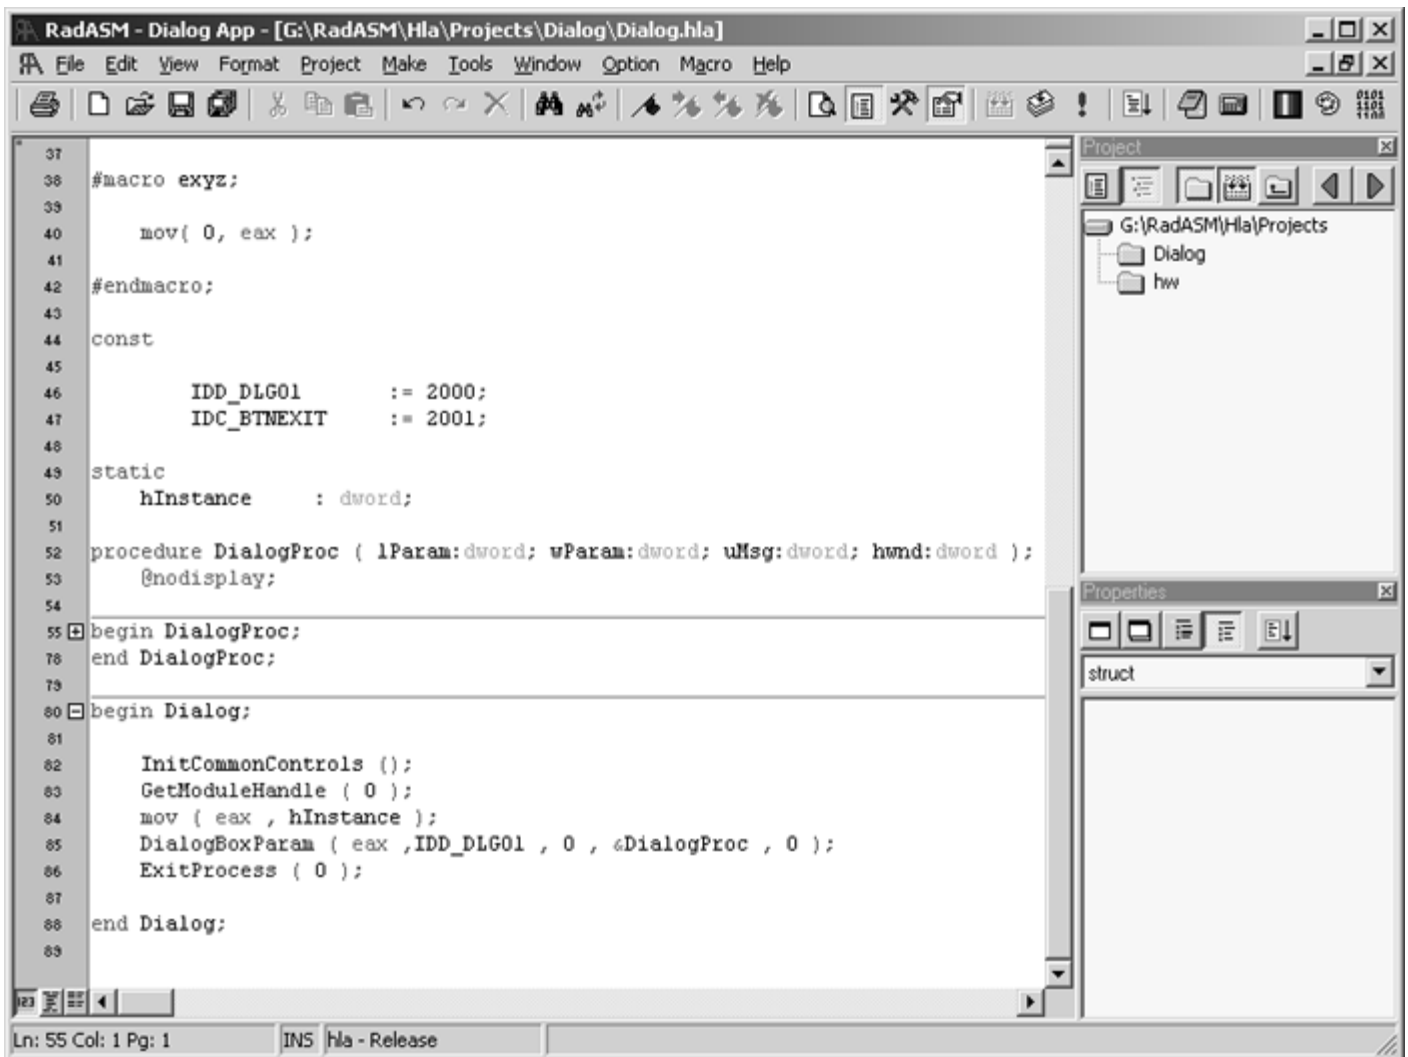 RadASM - Dialog App - [G:\RadASM\Hla\Projects\Dialog\Dialog.hla]
File Edit View Format Project Make Tools Window Option Macro Help
0101
1101
1100
Project
G:\RadASM\Hla\Projects
Dialog
hw
37
38 #macro exyz;
39
40 mov( 0, eax );
41
42 #endmacro;
43
44 const
45
46 IDD_DLG01 := 2000;
47 IDC_BTNEXIT := 2001;
48
49 static
50 hInstance : dword;
51
52 procedure DialogProc ( lParam:dword; wParam:dword; uMsg:dword; hwnd:dword );
53 @nodisplay;
54
55 begin DialogProc;
78 end DialogProc;
79
80 begin Dialog;
81
82 InitCommonControls ();
83 GetModuleHandle ( 0 );
84 mov ( eax , hInstance );
85 DialogBoxParam ( eax ,IDD_DLG01 , 0 , &DialogProc , 0 );
86 ExitProcess ( 0 );
87
88 end Dialog;
89
Properties
struct
123
Ln: 55 Col: 1 Pg: 1 INS hla - Release